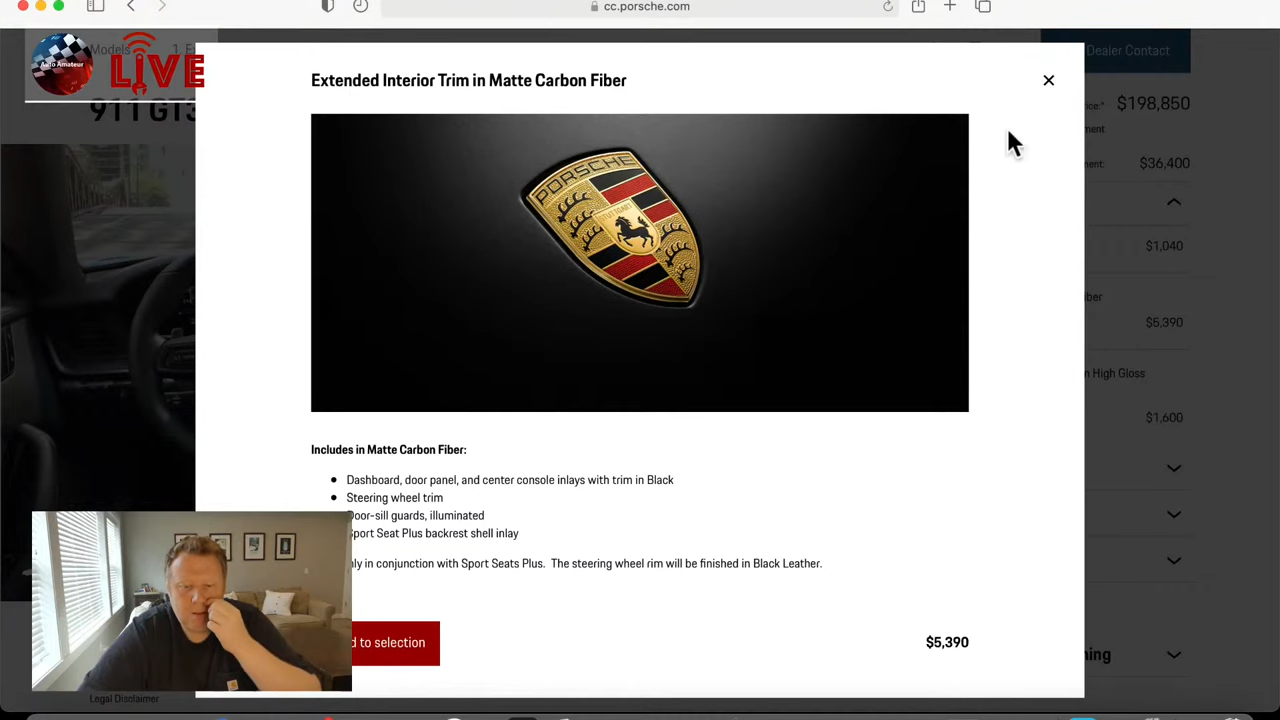 cc.porsche.com
Auto Amateur
LIVE
Models
1.
911 GT3
Dealer Contact
Extended Interior Trim in Matte Carbon Fiber
$198,850
$36,400
$1,040
$5,390
High Gloss
$1,600
PORSCHE
STUTTGART
Includes in Matte Carbon Fiber:
Dashboard, door panel, and center console inlays with trim in Black
Steering wheel trim
Door-sill guards, illuminated
Sport Seat Plus backrest shell inlay
in conjunction with Sport Seats Plus. The steering wheel rim will be finished in Black Leather.
to selection
$5,390
Legal Disclaimer